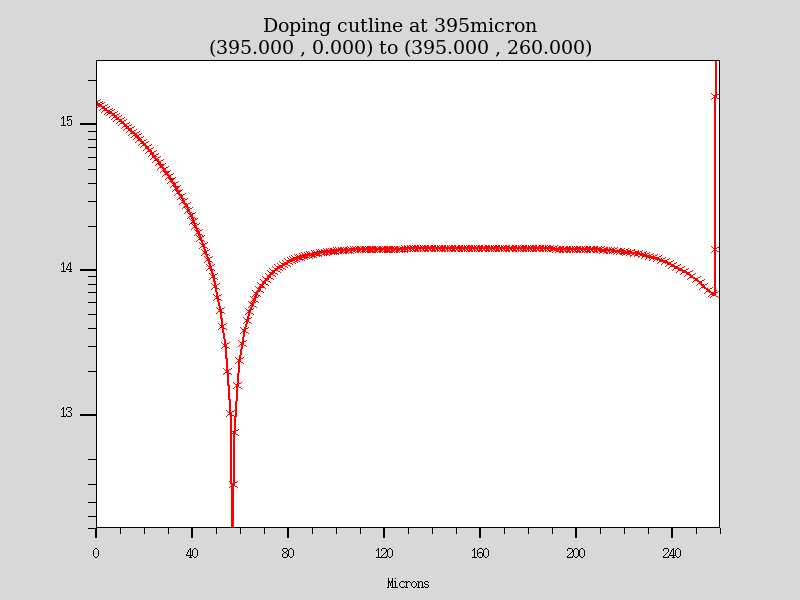 Doping cutline at 395micron
(395.000 , 0.000) to (395.000 , 260.000)
15
14
13
0 40 80 120 160 200 240
Microns